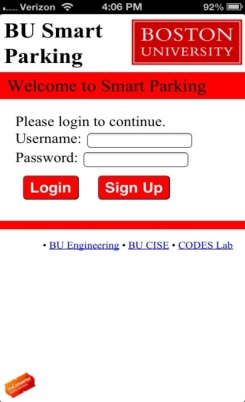 ..... Verizon 4:06 PM 92%
BU Smart
Parking
BOSTON
UNIVERSITY
Welcome to Smart Parking
Please login to continue.
Username:
Password:
Login Sign Up
• BU Engineering • BU CISE • CODES Lab